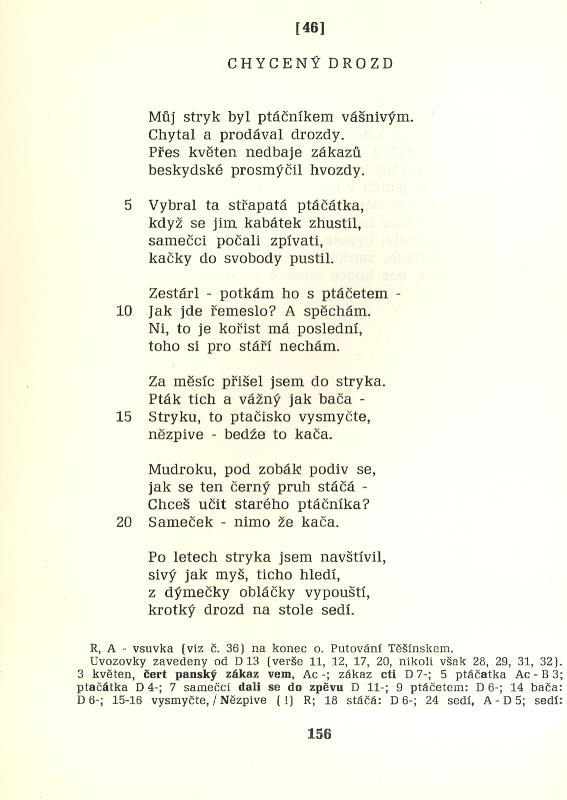 [46]
CHYCENÝ DROZD
Můj stryk byl ptáčníkem vášnivým.
Chytal a prodával drozdy.
Přes květen nedbaje zákazů
beskydské prosmýčil hvozdy.
5 Vybral ta střapatá ptáčátka,
když se jim kabátek zhustil,
samečci počali zpívati,
kačky do svobody pustil.
Zestárl - potkám ho s ptáčetem -
10 Jak jde řemeslo? A spěchám.
Ni, to je kořist má poslední,
toho si pro stáří nechám.
Za měsíc přišel jsem do stryka.
Pták tich a vážný jak bača -
15 Stryku, to ptačisko vysmyčte,
nězpive - bedźe to kača.
Mudroku, pod zobák podiv se,
jak se ten černý pruh stáčá -
Chceš učit starého ptáčníka?
20 Sameček - nimo že kača.
Po letech stryka jsem navštívil,
sivý jak myš, ticho hledí,
z dýmečky obláčky vypouští,
krotký drozd na stole sedí.
R, A - vsuvka (viz č. 36) na konec o. Putování Těšínskem.
Uvozovky zavedeny od D 13 (verše 11, 12, 17, 20, nikoli však 28, 29, 31, 32).
3 květen, čert panský zákaz vem, Ac -; zákaz cti D 7-; 5 ptáčatka Ac - B 3;
ptačátka D 4-; 7 samečci dali se do zpěvu D 11-; 9 ptáčetem: D 6-; 14 bača:
D 6-; 15-16 vysmyčte, / Nězpive (!) R; 18 stáčá: D 6-; 24 sedí, A - D 5; sedí:
156